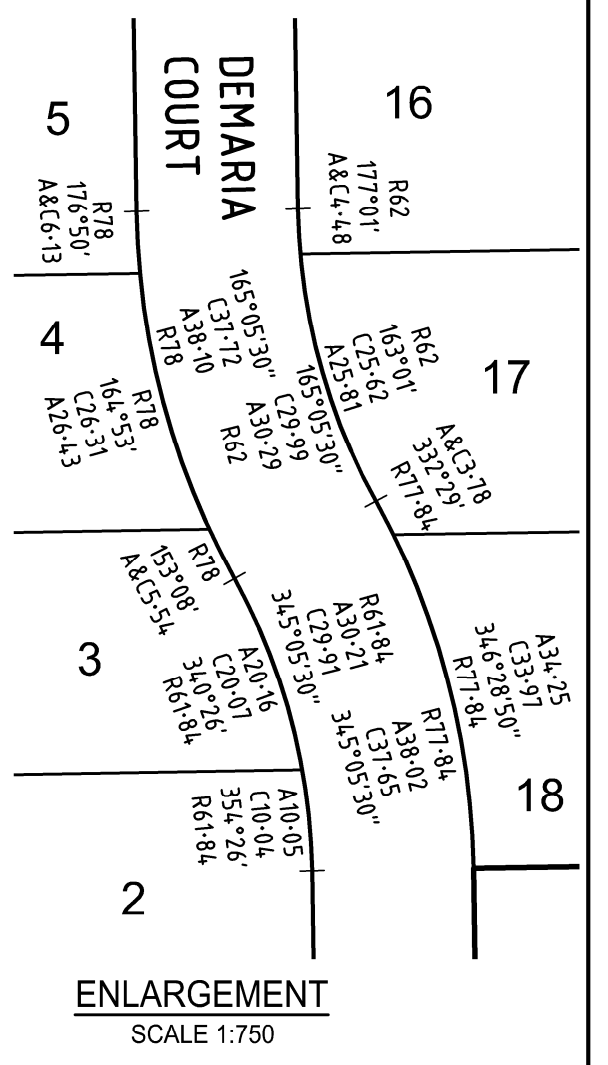 DEMARIA
COURT
5
16
R78
176°50'
A&C6·13
R62
177°01'
A&C4·48
4
165°05'30"
C37·72
A38·10
R78
R62
163°01'
C25·62
A25·81
17
R78
164°53'
C26·31
A26·43
165°05'30"
C29·99
A30·29
R62
A&C3·78
332°29'
R77·84
R78
153°08'
A&C5·54
3
R61·84
A30·21
C29·91
345°05'30"
A20·16
C20·07
340°26'
R61·84
A34·25
C33·97
346°28'50"
R77·84
R77·84
A38·02
C37·65
345°05'30"
18
A10·05
C10·04
354°26'
R61·84
2
ENLARGEMENT
SCALE 1:750